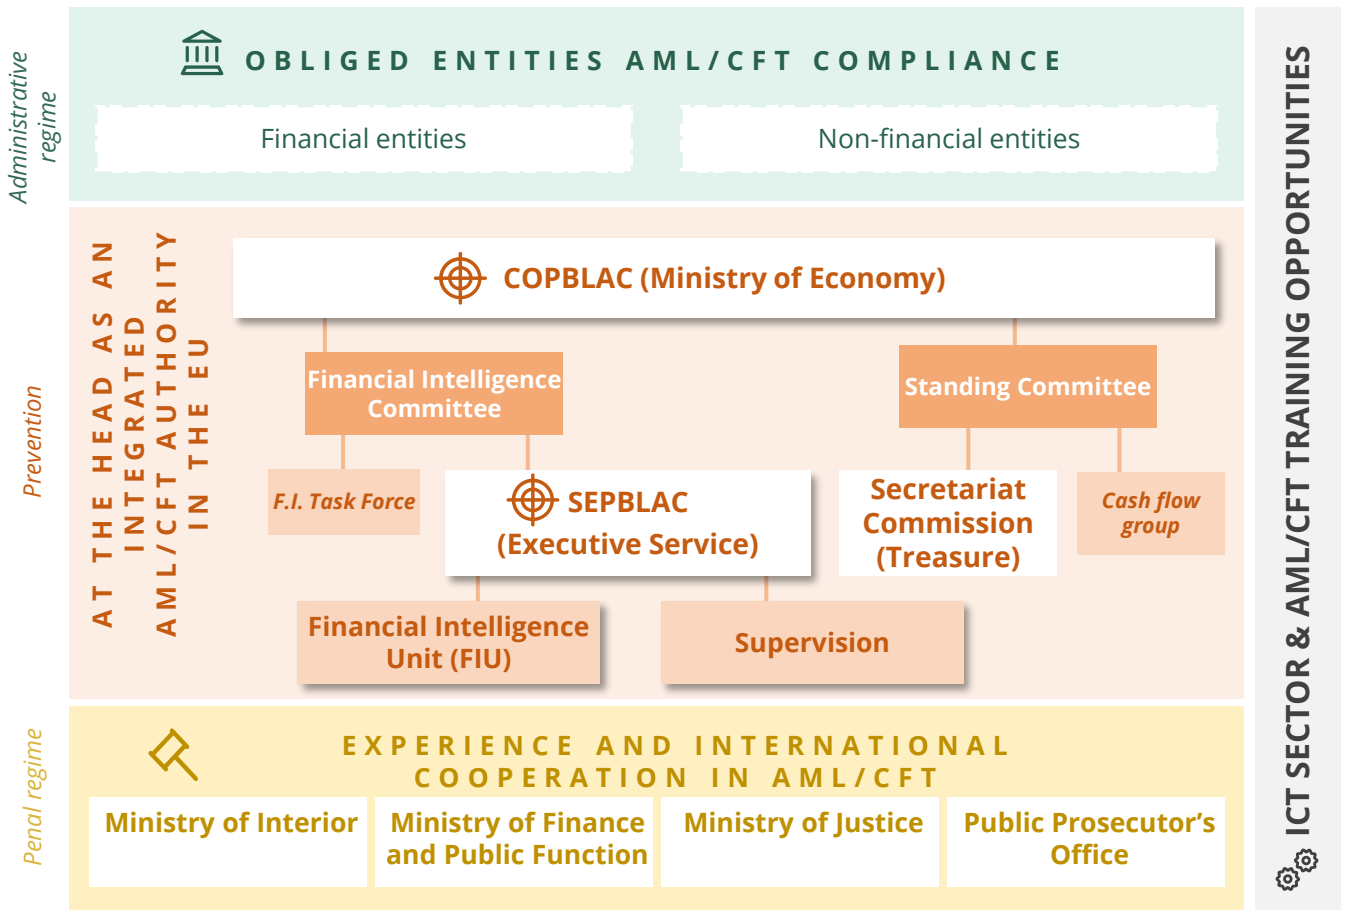 Administrative
regime
OBLIGED ENTITIES AML/CFT COMPLIANCE
Financial entities
Non-financial entities
Prevention
AT THE HEAD AS AN
INTEGRATED
AML/CFT AUTHORITY
IN THE EU
COPBLAC (Ministry of Economy)
Financial Intelligence
Committee
Standing Committee
F.I. Task Force
SEPBLAC
(Executive Service)
Secretariat
Commission
(Treasure)
Cash flow
group
Financial Intelligence
Unit (FIU)
Supervision
Penal regime
EXPERIENCE AND INTERNATIONAL
COOPERATION IN AML/CFT
Ministry of Interior
Ministry of Finance
and Public Function
Ministry of Justice
Public Prosecutor’s
Office
ICT SECTOR & AML/CFT TRAINING OPPORTUNITIES